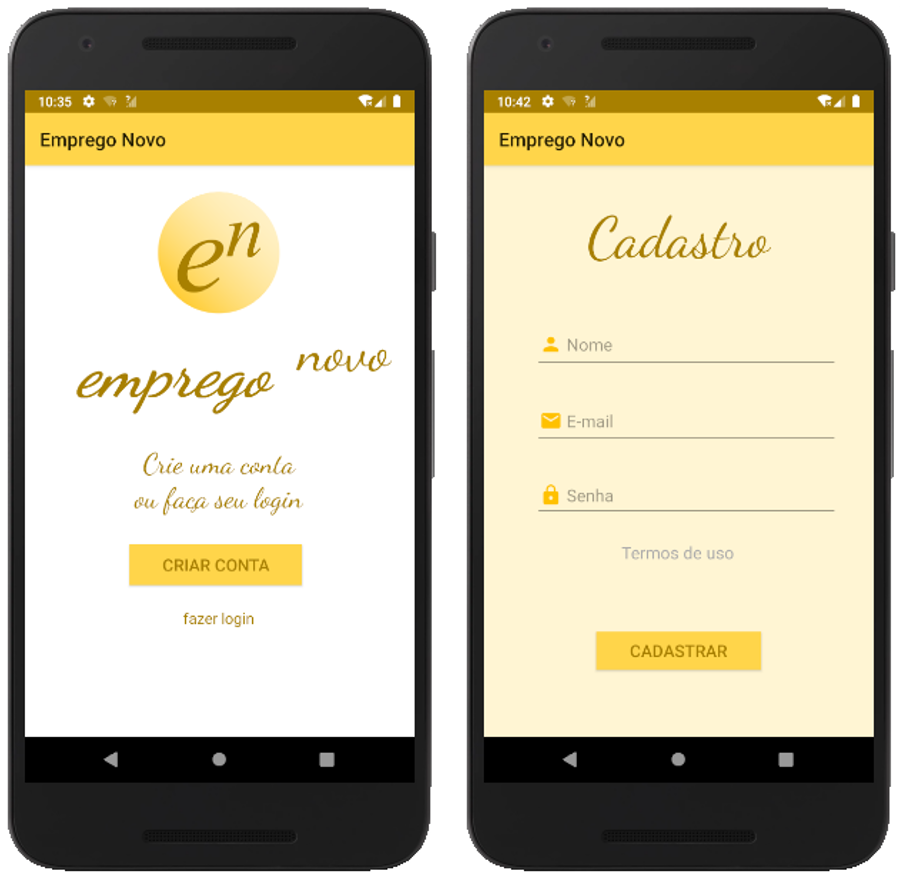 10:35
Emprego Novo
en
emprego novo
Crie uma conta
ou faça seu login
CRIAR CONTA
fazer login
10:42
Emprego Novo
Cadastro
Nome
E-mail
Senha
Termos de uso
CADASTRAR